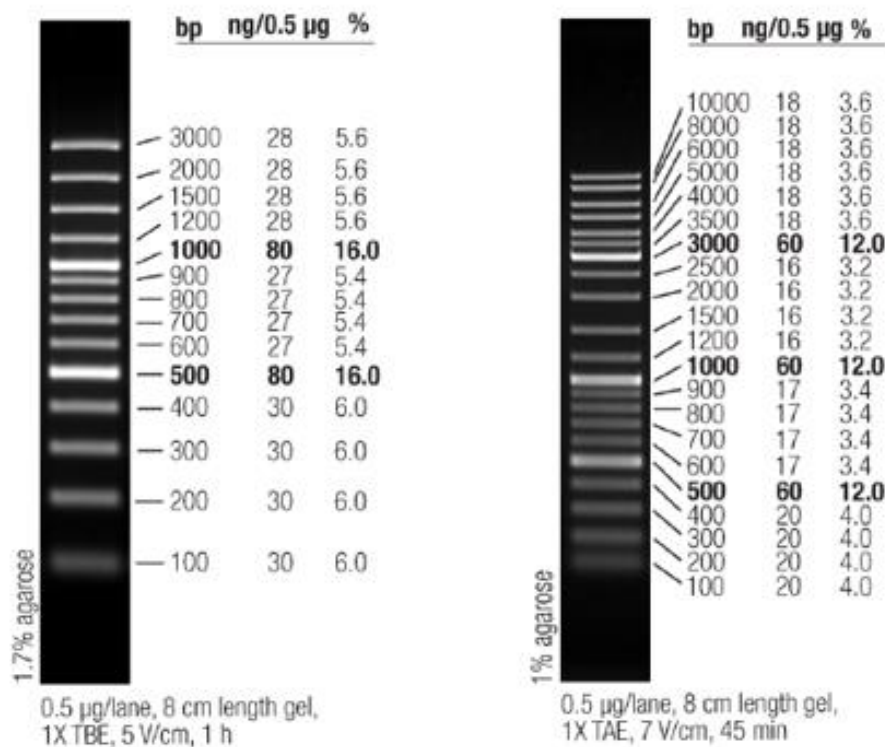 bp ng/0.5 µg %
3000 28 5.6
2000 28 5.6
1500 28 5.6
1200 28 5.6
1000 80 16.0
900 27 5.4
800 27 5.4
700 27 5.4
600 27 5.4
500 80 16.0
400 30 6.0
300 30 6.0
200 30 6.0
100 30 6.0
1.7% agarose
0.5 µg/lane, 8 cm length gel,
1X TBE, 5 V/cm, 1 h
bp ng/0.5 µg %
10000 18 3.6
8000 18 3.6
6000 18 3.6
5000 18 3.6
4000 18 3.6
3500 18 3.6
3000 60 12.0
2500 16 3.2
2000 16 3.2
1500 16 3.2
1200 16 3.2
1000 60 12.0
900 17 3.4
800 17 3.4
700 17 3.4
600 17 3.4
500 60 12.0
400 20 4.0
300 20 4.0
200 20 4.0
100 20 4.0
1% agarose
0.5 µg/lane, 8 cm length gel,
1X TAE, 7 V/cm, 45 min